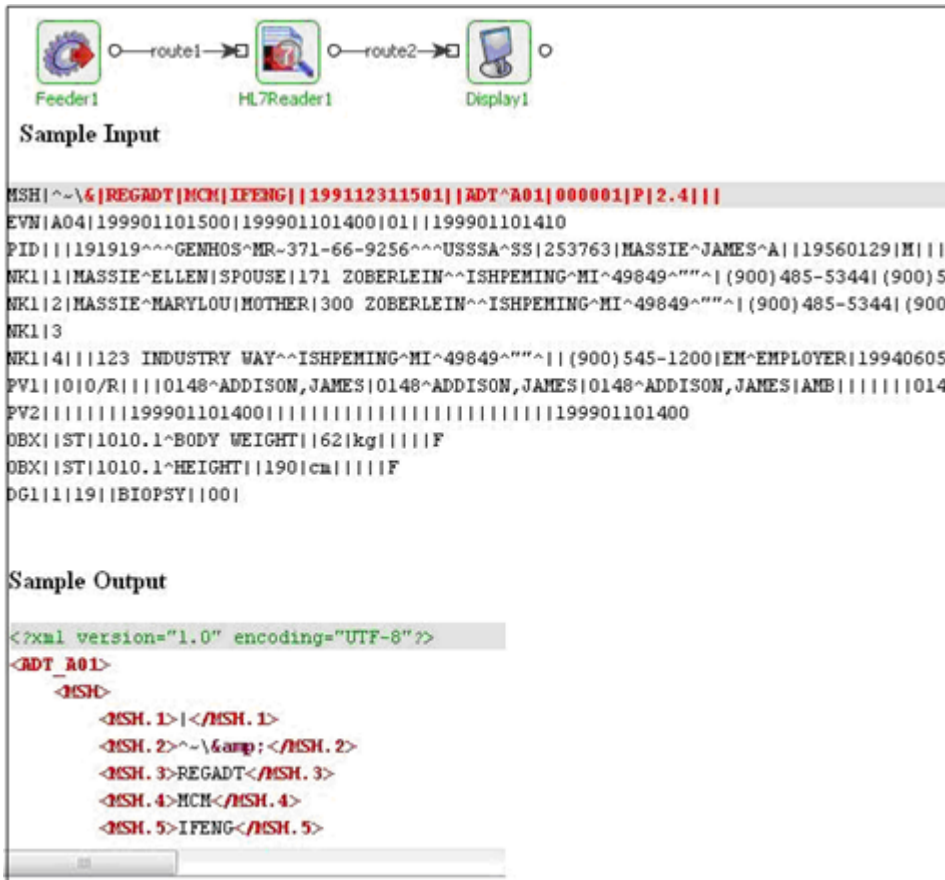 route1 route2
Feeder1 HL7Reader1 Display1
Sample Input
MSH|^~\&|REGADT|MCM|IFENG||199112311501||ADT^A01|000001|P|2.4|||
EVN|A04|199901101500|199901101400|01||199901101410
PID|||191919^^^GENHOS^MR~371-66-9256^^^USSSA^SS|253763|MASSIE^JAMES^A||19560129|M|||
NK1|1|MASSIE^ELLEN|SPOUSE|171 ZOBERLEIN^^ISHPEMING^MI^49849^""^|(900)485-5344|(900)5
NK1|2|MASSIE^MARYLOU|MOTHER|300 ZOBERLEIN^^ISHPEMING^MI^49849^""^|(900)485-5344|(900
NK1|3
NK1|4|||123 INDUSTRY WAY^^ISHPEMING^MI^49849^""^||(900)545-1200|EM^EMPLOYER|19940605
PV1||0|0/R||||0148^ADDISON,JAMES|0148^ADDISON,JAMES|0148^ADDISON,JAMES|AMB|||||||014
PV2||||||||199901101400||||||||||||||||||||||||||199901101400
OBX||ST|1010.1^BODY WEIGHT||62|kg|||||F
OBX||ST|1010.1^HEIGHT||190|cm|||||F
DG1|1|19||BIOPSY||00|
Sample Output
<?xml version="1.0" encoding="UTF-8"?>
<ADT_A01>
<MSH>
<MSH.1>|</MSH.1>
<MSH.2>^~\&amp;</MSH.2>
<MSH.3>REGADT</MSH.3>
<MSH.4>MCM</MSH.4>
<MSH.5>IFENG</MSH.5>